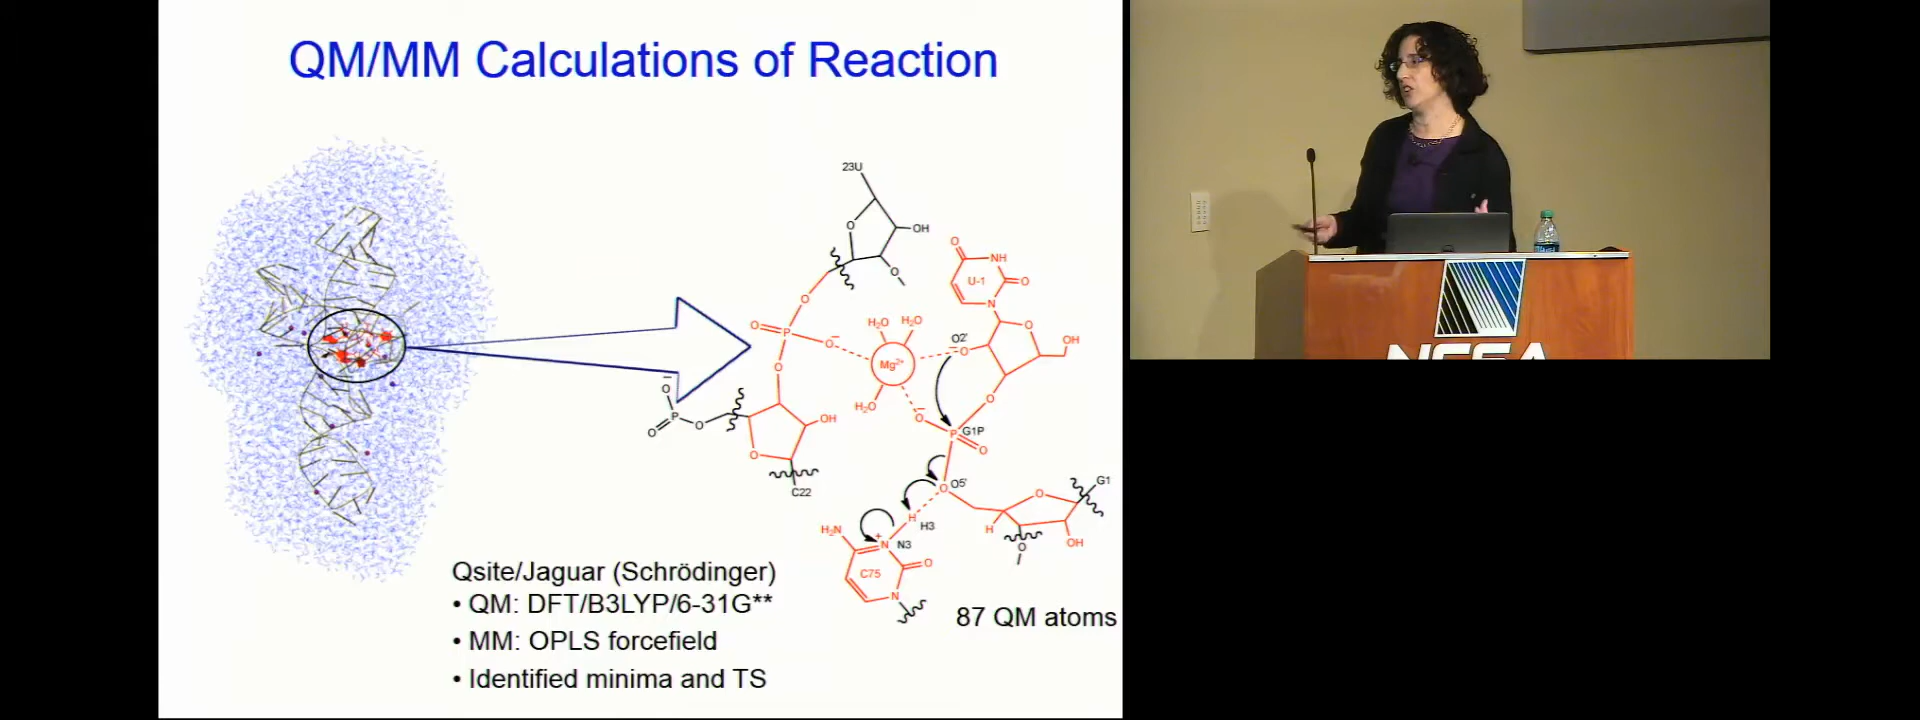 QM/MM Calculations of Reaction
23U
O
OH
O
O
O
P
O
O⁻
O
O⁻
P
O
O
OH
O
C22
H₂O
H₂O
Mg²⁺
H₂O
O
NH
U-1
O
N
O2'
⁻O
O
OH
O
O⁻
P
G1P
O
O
O5'
H
H3
H₂N
N⁺
N3
C75
O
N
O
G1
H
O
OH
87 QM atoms
Qsite/Jaguar (Schrödinger)
• QM: DFT/B3LYP/6-31G**
• MM: OPLS forcefield
• Identified minima and TS
NCSA